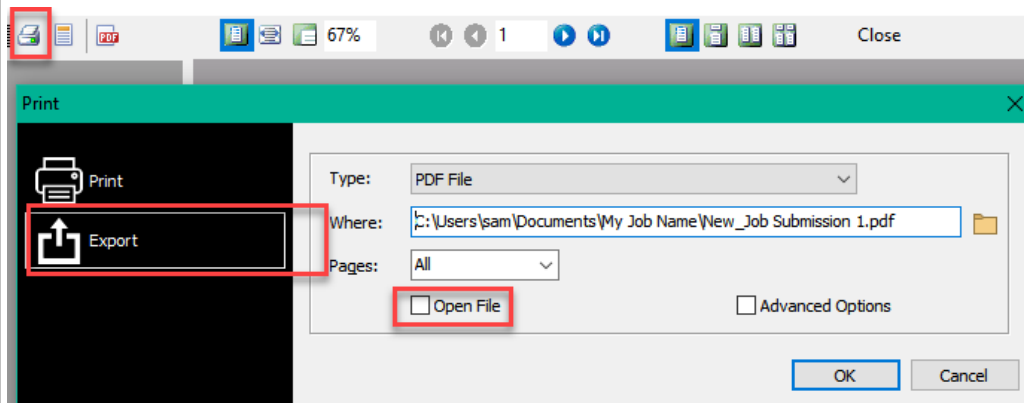 PDF 67% 1 Close
Print
Print
Export
Type: PDF File
Where: C:\Users\sam\Documents\My Job Name\New_Job Submission 1.pdf
Pages: All
Open File Advanced Options
OK Cancel